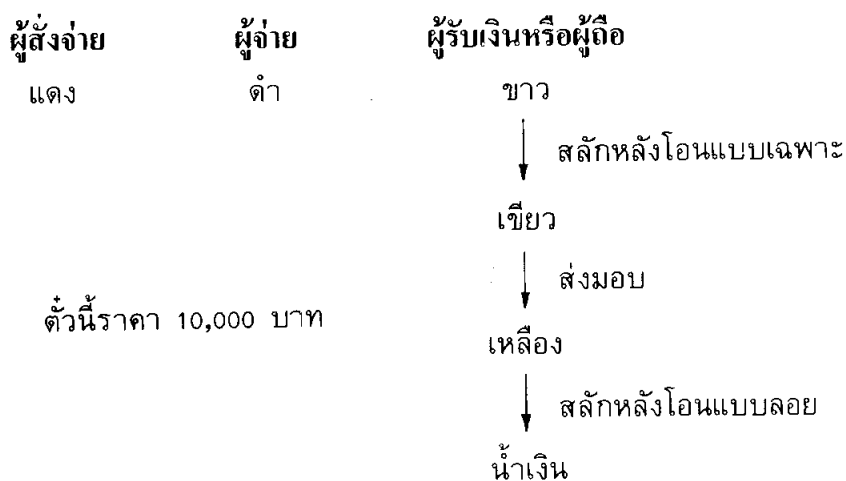 ผู้สั่งจ่าย ผู้จ่าย ผู้รับเงินหรือผู้ถือ
แดง ดำ ขาว
สลักหลังโอนแบบเฉพาะ
เขียว
ส่งมอบ
ตั๋วนี้ราคา 10,000 บาท
เหลือง
สลักหลังโอนแบบลอย
น้ำเงิน